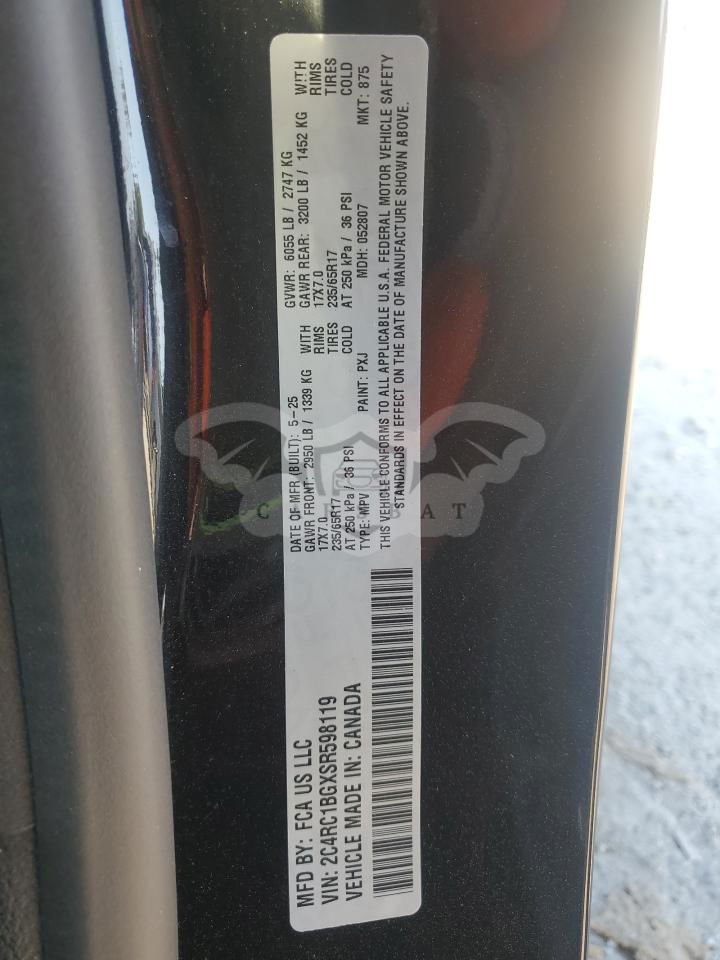 MFD BY: FCA US LLC
VIN: 2C4RC1BGXSR598119
VEHICLE MADE IN: CANADA
DATE OF MFR (BUILT): 5-25 GVWR: 6055 LB / 2747 KG
GAWR FRONT: 2950 LB / 1339 KG WITH GAWR REAR: 3200 LB / 1452 KG WITH
17X7.0 RIMS 17X7.0 RIMS
235/65R17 TIRES 235/65R17 TIRES
AT 250 kPa / 36 PSI COLD AT 250 kPa / 36 PSI COLD
TYPE: MPV PAINT: PXJ MDH: 052807 MKT: 875
THIS VEHICLE CONFORMS TO ALL APPLICABLE U.S.A. FEDERAL MOTOR VEHICLE SAFETY
STANDARDS IN EFFECT ON THE DATE OF MANUFACTURE SHOWN ABOVE.